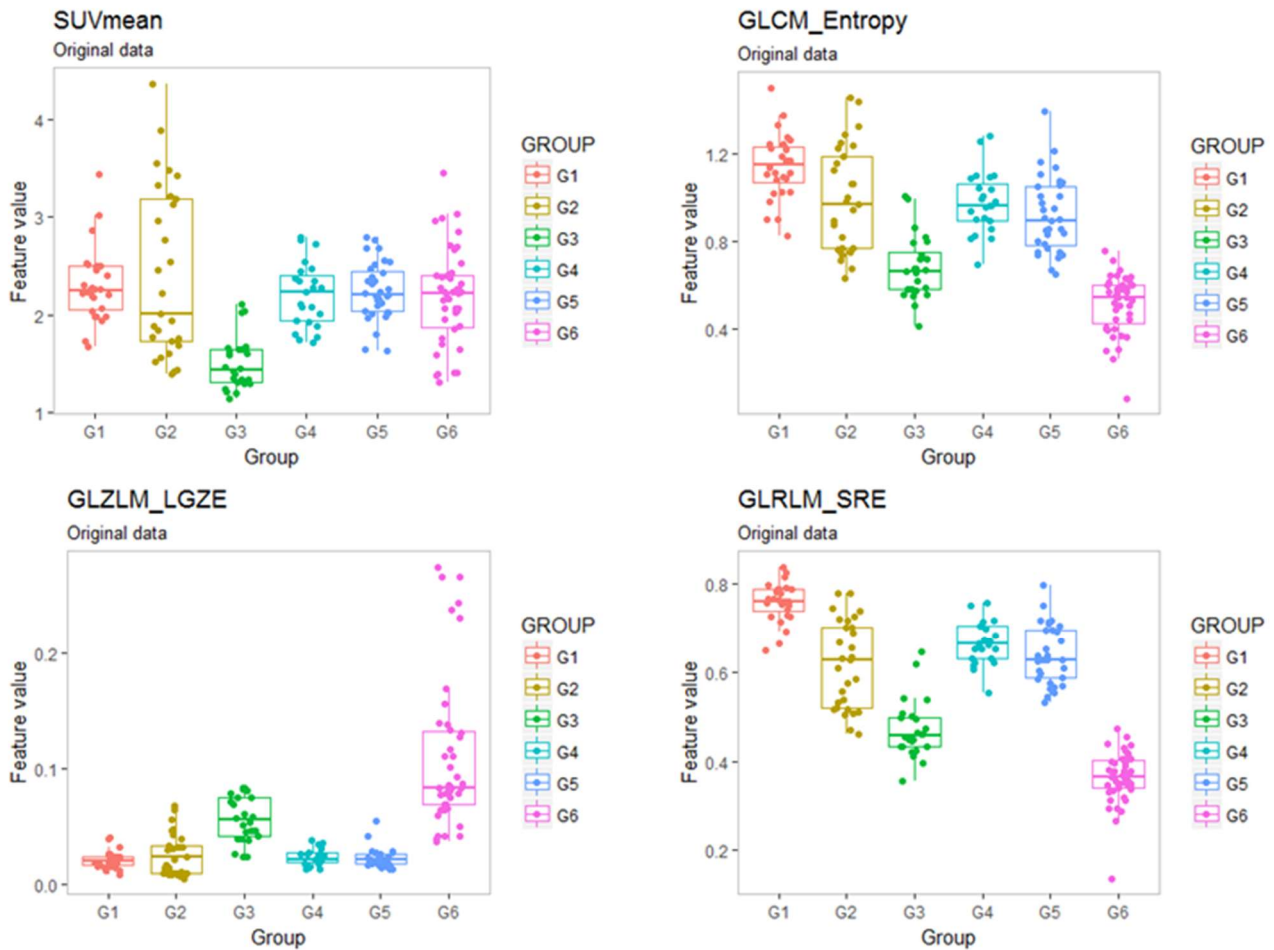 SUVmean
Original data
Feature value
4
3
2
1
G1 G2 G3 G4 G5 G6
Group
GROUP
G1
G2
G3
G4
G5
G6
GLCM_Entropy
Original data
Feature value
1.2
0.8
0.4
G1 G2 G3 G4 G5 G6
Group
GROUP
G1
G2
G3
G4
G5
G6
GLZLM_LGZE
Original data
Feature value
0.2
0.1
0.0
G1 G2 G3 G4 G5 G6
Group
GROUP
G1
G2
G3
G4
G5
G6
GLRLM_SRE
Original data
Feature value
0.8
0.6
0.4
0.2
G1 G2 G3 G4 G5 G6
Group
GROUP
G1
G2
G3
G4
G5
G6